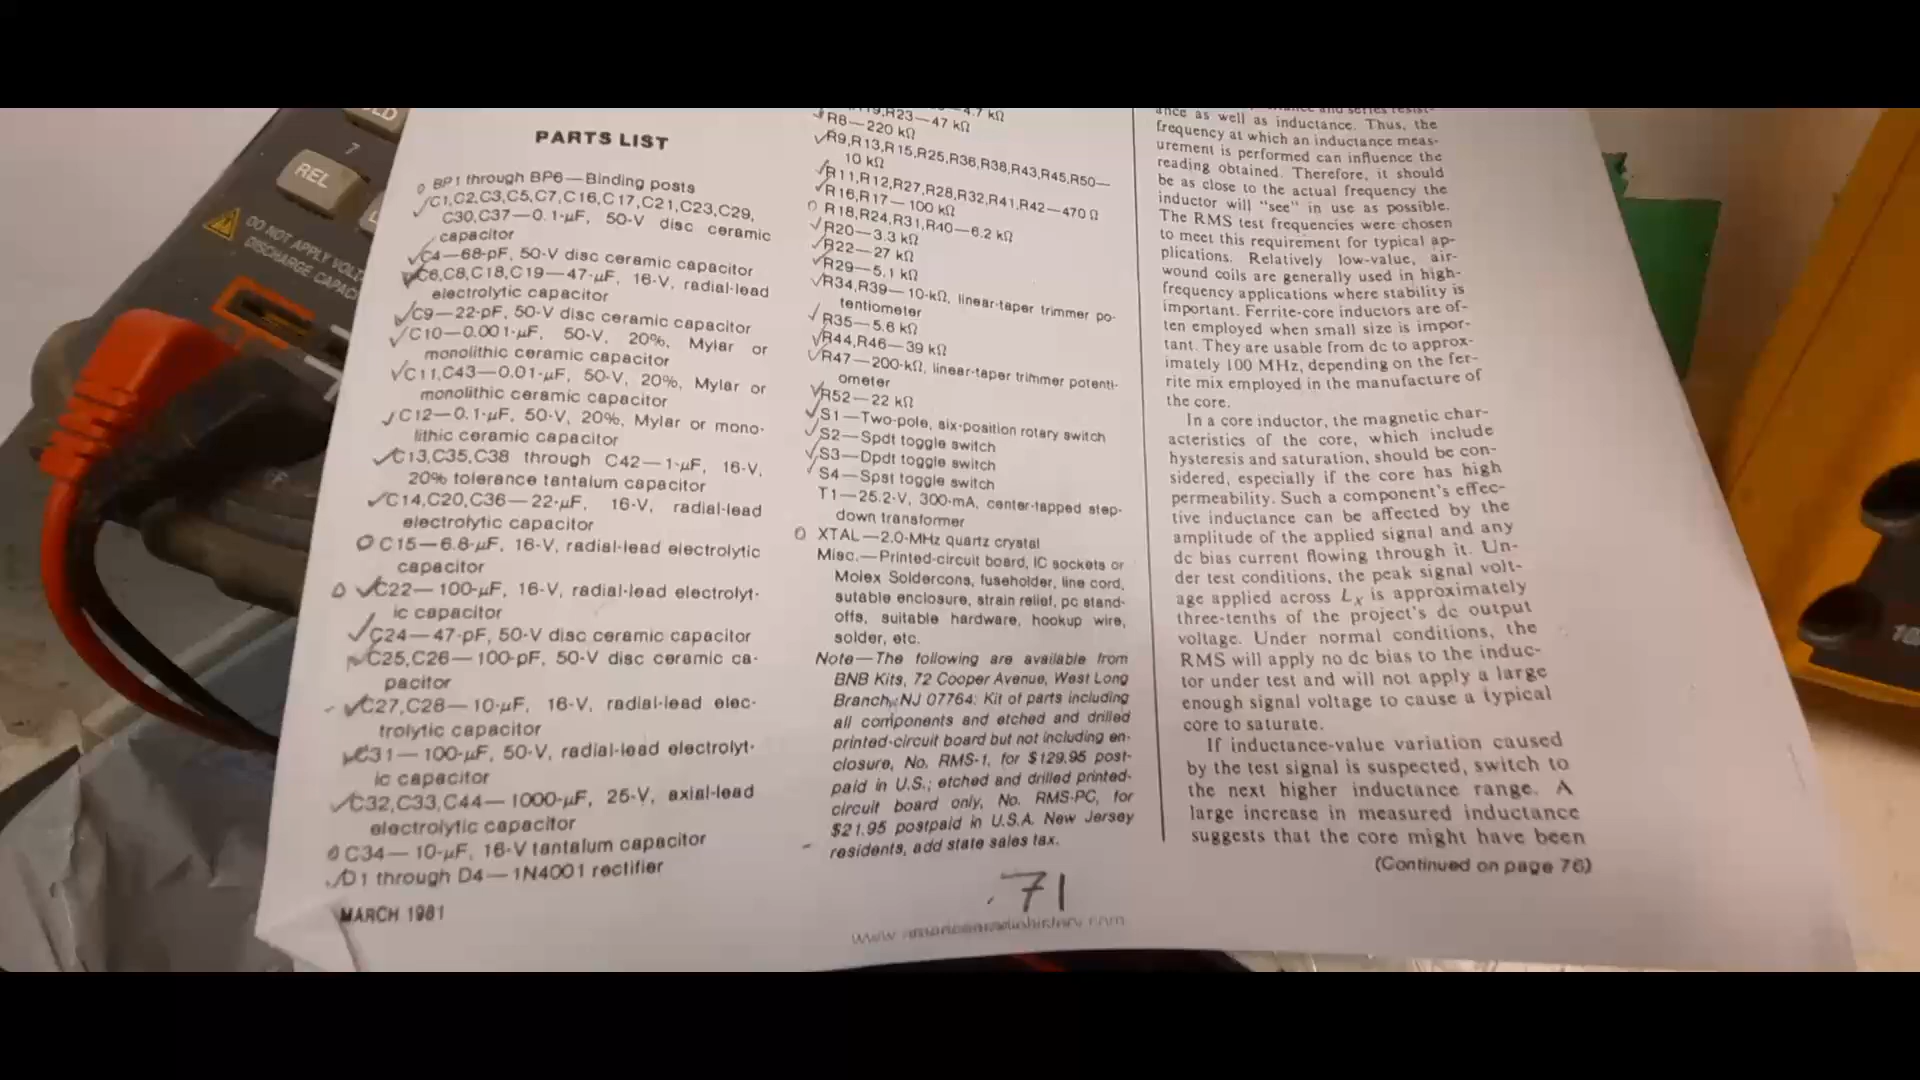 REL
7
DO NOT APPLY VOLT
DISCHARGE CAPAC
PARTS LIST
BP1 through BP6—Binding posts
C1,C2,C3,C5,C7,C16,C17,C21,C23,C29,
C30,C37—0.1-µF, 50-V disc ceramic
capacitor
C4—68-pF, 50-V disc ceramic capacitor
C6,C8,C18,C19—47-µF, 16-V, radial-lead
electrolytic capacitor
C9—22-pF, 50-V disc ceramic capacitor
C10—0.001-µF, 50-V, 20%, Mylar or
monolithic ceramic capacitor
C11,C43—0.01-µF, 50-V, 20%, Mylar or
monolithic ceramic capacitor
C12—0.1-µF, 50-V, 20%, Mylar or mono-
lithic ceramic capacitor
C13,C35,C38 through C42—1-µF, 16-V,
20% tolerance tantalum capacitor
C14,C20,C36—22-µF, 16-V, radial-lead
electrolytic capacitor
C15—6.8-µF, 16-V, radial-lead electrolytic
capacitor
C22—100-µF, 16-V, radial-lead electrolyt-
ic capacitor
C24—47-pF, 50-V disc ceramic capacitor
C25,C26—100-pF, 50-V disc ceramic ca-
pacitor
C27,C28—10-µF, 16-V, radial-lead elec-
trolytic capacitor
C31—100-µF, 50-V, radial-lead electrolyt-
ic capacitor
C32,C33,C44—1000-µF, 25-V, axial-lead
electrolytic capacitor
C34—10-µF, 16-V tantalum capacitor
D1 through D4—1N4001 rectifier
MARCH 1981
4.7 kΩ
R23—47 kΩ
R8—220 kΩ
R9,R13,R15,R25,R36,R38,R43,R45,R50—
10 kΩ
R11,R12,R27,R28,R32,R41,R42—470 Ω
R16,R17—100 kΩ
R18,R24,R31,R40—6.2 kΩ
R20—3.3 kΩ
R22—27 kΩ
R29—5.1 kΩ
R34,R39—10-kΩ, linear-taper trimmer po-
tentiometer
R35—5.6 kΩ
R44,R46—39 kΩ
R47—200-kΩ, linear-taper trimmer potenti-
ometer
R52—22 kΩ
S1—Two-pole, six-position rotary switch
S2—Spdt toggle switch
S3—Dpdt toggle switch
S4—Spst toggle switch
T1—25.2-V, 300-mA, center-tapped step-
down transformer
XTAL—2.0-MHz quartz crystal
Misc.—Printed-circuit board, IC sockets or
Molex Soldercons, fuseholder, line cord,
sutable enclosure, strain relief, pc stand-
offs, suitable hardware, hookup wire,
solder, etc.
Note—The following are available from
BNB Kits, 72 Cooper Avenue, West Long
Branch, NJ 07764: Kit of parts including
all components and etched and drilled
printed-circuit board but not including en-
closure, No. RMS-1, for $129.95 post-
paid in U.S.; etched and drilled printed-
circuit board only, No. RMS-PC, for
$21.95 postpaid in U.S.A. New Jersey
residents, add state sales tax.
71
www.americanradiohistory.com
and series resist-
ance as well as inductance. Thus, the
frequency at which an inductance meas-
urement is performed can influence the
reading obtained. Therefore, it should
be as close to the actual frequency the
inductor will "see" in use as possible.
The RMS test frequencies were chosen
to meet this requirement for typical ap-
plications. Relatively low-value, air-
wound coils are generally used in high-
frequency applications where stability is
important. Ferrite-core inductors are of-
ten employed when small size is impor-
tant. They are usable from dc to approx-
imately 100 MHz, depending on the fer-
rite mix employed in the manufacture of
the core.
In a core inductor, the magnetic char-
acteristics of the core, which include
hysteresis and saturation, should be con-
sidered, especially if the core has high
permeability. Such a component's effec-
tive inductance can be affected by the
amplitude of the applied signal and any
dc bias current flowing through it. Un-
der test conditions, the peak signal volt-
age applied across Lx is approximately
three-tenths of the project's dc output
voltage. Under normal conditions, the
RMS will apply no dc bias to the induc-
tor under test and will not apply a large
enough signal voltage to cause a typical
core to saturate.
If inductance-value variation caused
by the test signal is suspected, switch to
the next higher inductance range. A
large increase in measured inductance
suggests that the core might have been
(Continued on page 76)